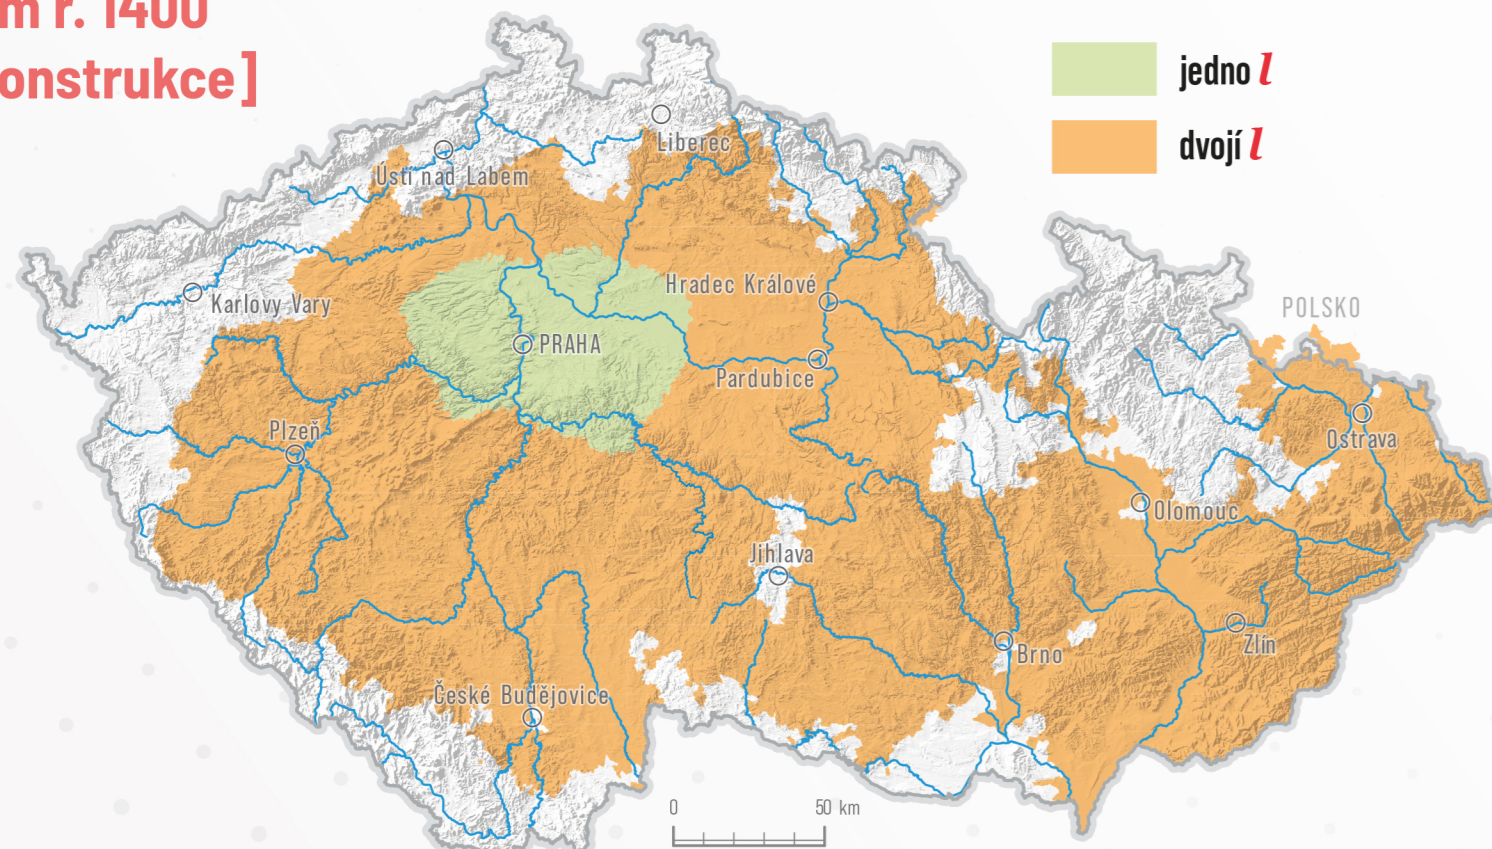 m r. 1400
onstrukce]
jedno l
dvojí l
Liberec
Ústí nad Labem
Karlovy Vary
Hradec Králové
POLSKO
PRAHA
Pardubice
Plzeň
Ostrava
Olomouc
Jihlava
Zlín
Brno
České Budějovice
0 50 km